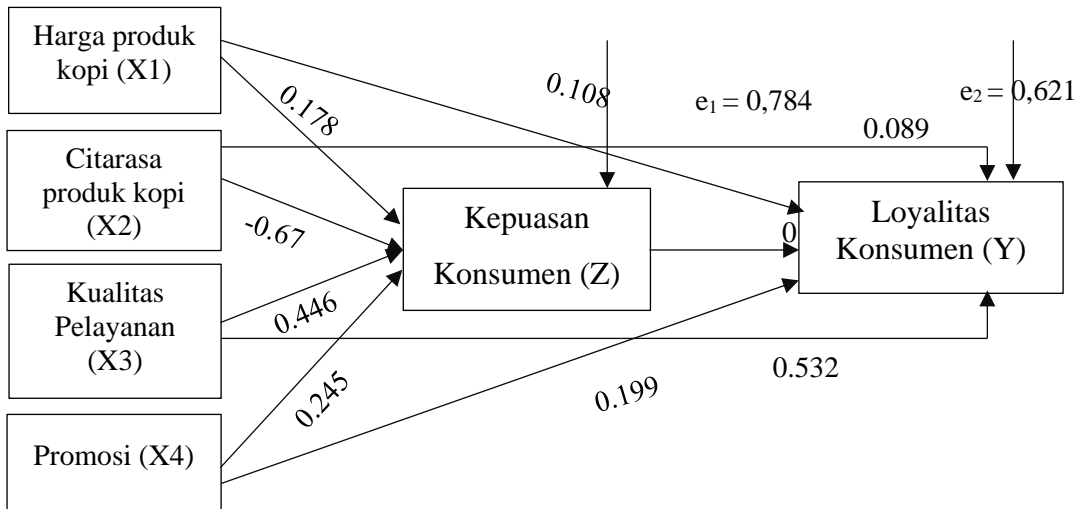 Harga produk
kopi (X1)
0.178
0.108
e₁ = 0,784
e₂ = 0,621
0.089
Citarasa
produk kopi
(X2)
-0.67
Kepuasan
Konsumen (Z)
0
Loyalitas
Konsumen (Y)
Kualitas
Pelayanan
(X3)
0.446
0.532
0.245
0.199
Promosi (X4)